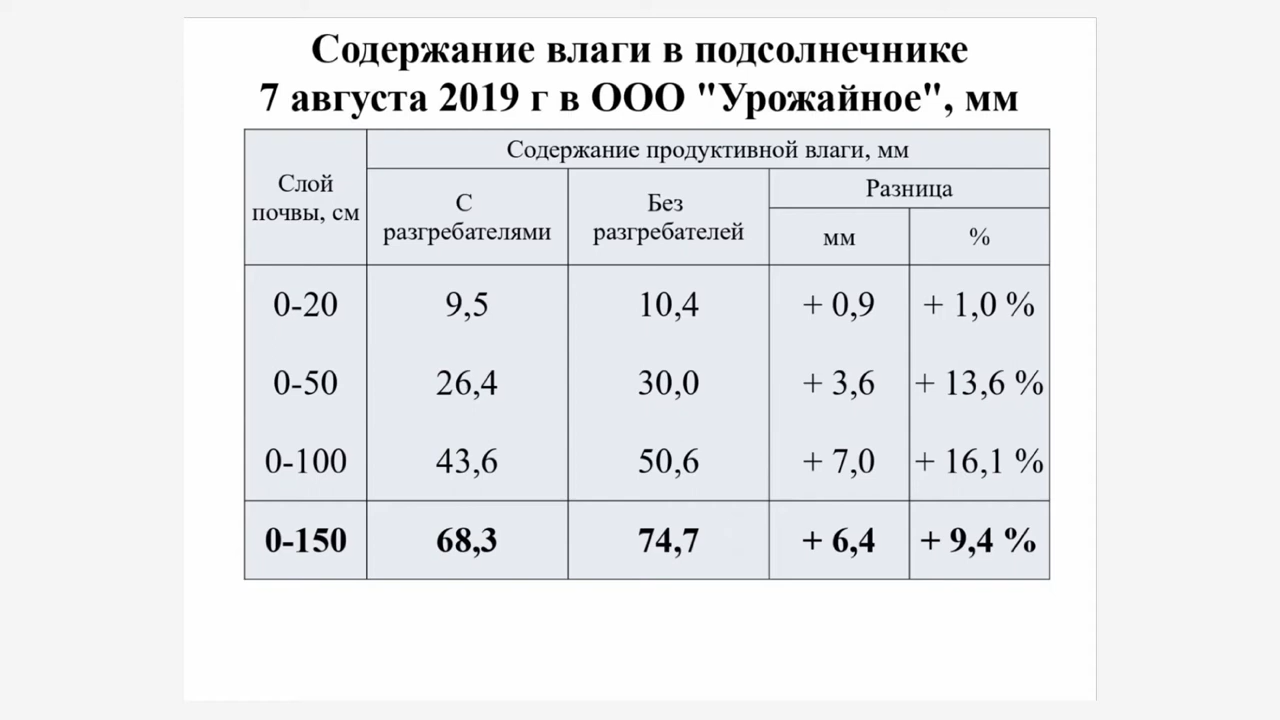 Содержание влаги в подсолнечнике
7 августа 2019 г в ООО "Урожайное", мм
Слой
почвы, см
Содержание продуктивной влаги, мм
С
разгребателями
Без
разгребателей
Разница
мм
%
0-20 9,5 10,4 + 0,9 + 1,0 %
0-50 26,4 30,0 + 3,6 + 13,6 %
0-100 43,6 50,6 + 7,0 + 16,1 %
0-150 68,3 74,7 + 6,4 + 9,4 %